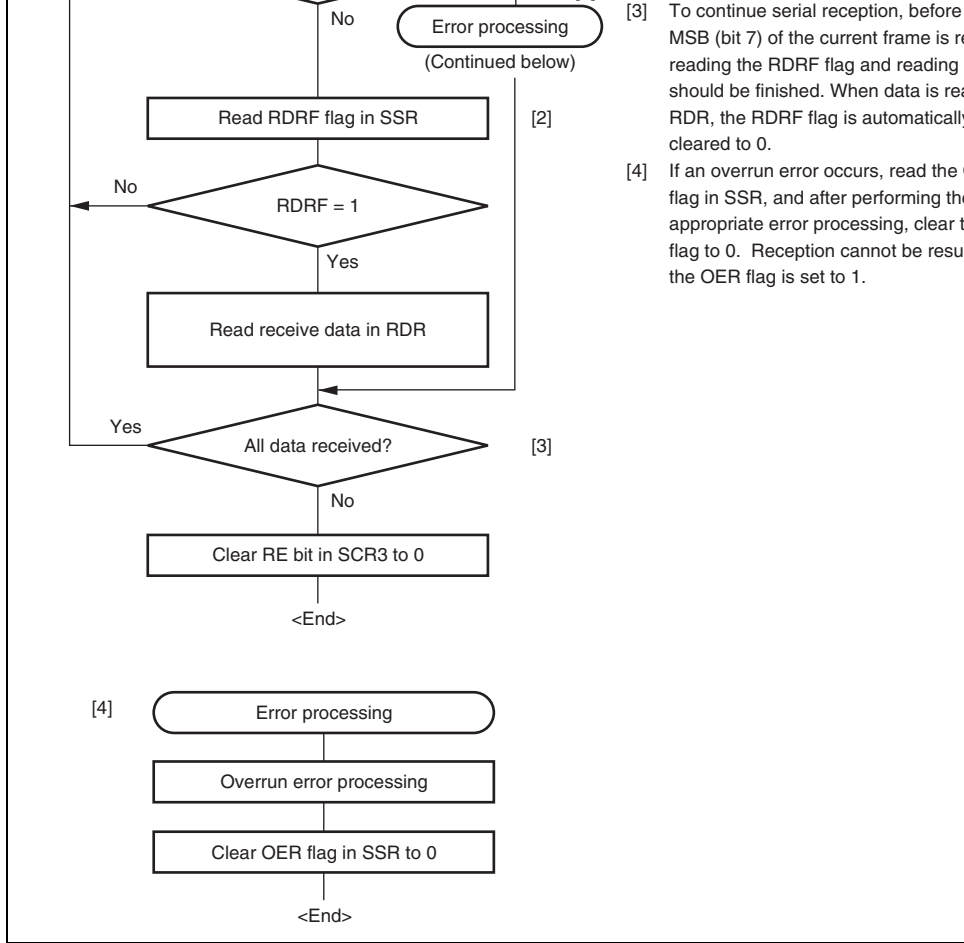 No
Error processing
(Continued below)
Read RDRF flag in SSR
[2]
No
RDRF = 1
Yes
Read receive data in RDR
Yes
All data received?
[3]
No
Clear RE bit in SCR3 to 0
<End>
[4]
Error processing
Overrun error processing
Clear OER flag in SSR to 0
<End>
[3] To continue serial reception, before
MSB (bit 7) of the current frame is
reading the RDRF flag and reading
should be finished. When data is
RDR, the RDRF flag is automatically
cleared to 0.
[4] If an overrun error occurs, read the
flag in SSR, and after performing the
appropriate error processing, clear
flag to 0. Reception cannot be
the OER flag is set to 1.